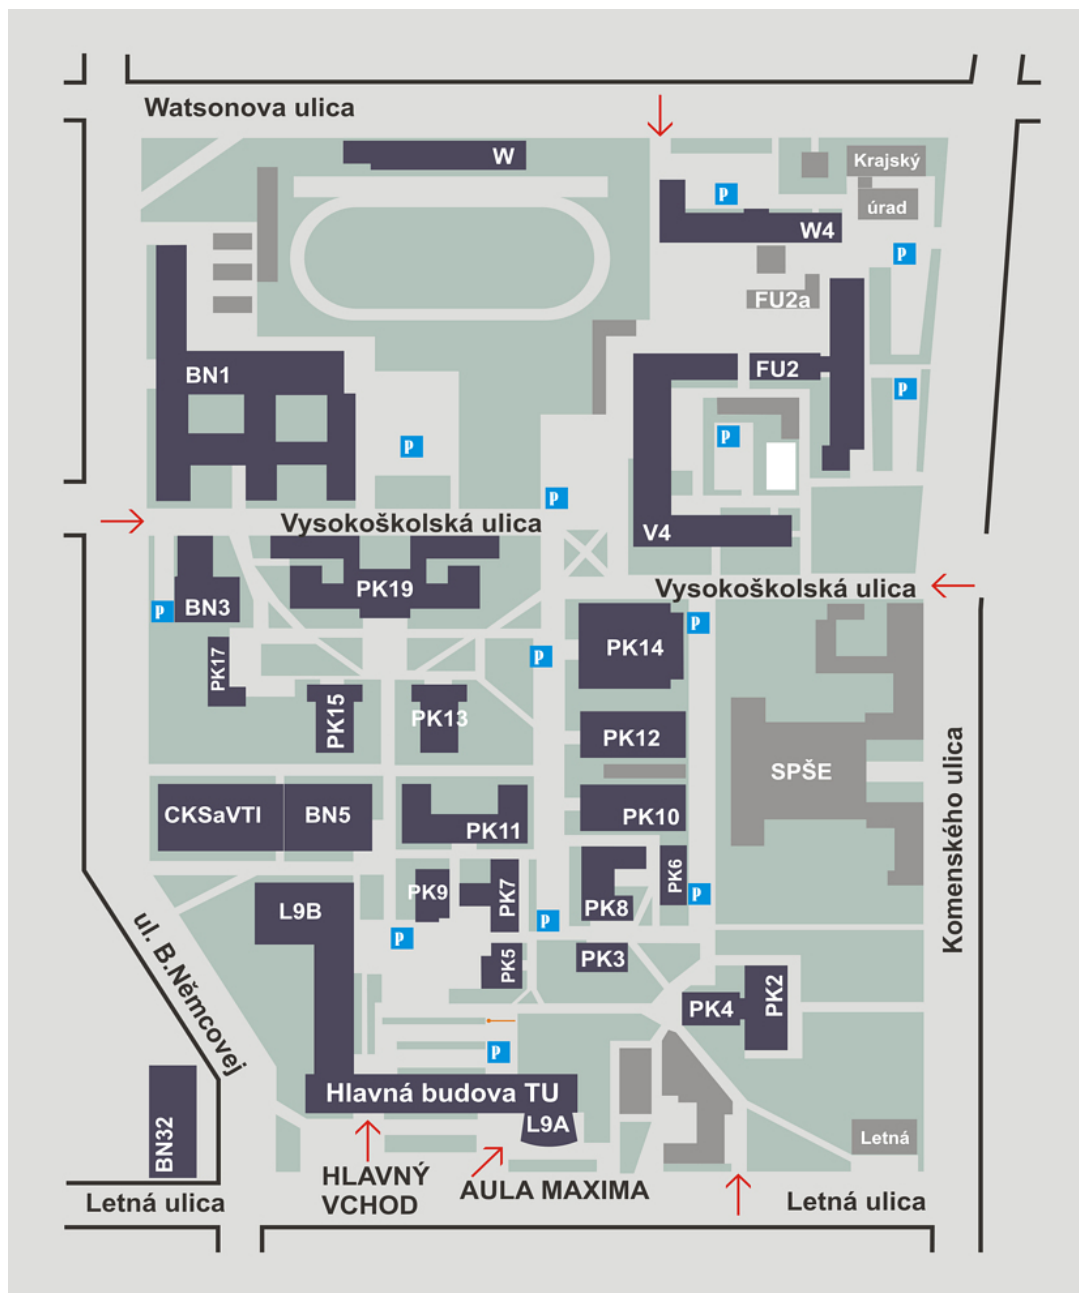 Watsonova ulica
W
Krajský
P
úrad
W4
P
FU2a
BN1
FU2
P
P
P
P
Vysokoškolská ulica
V4
PK19
Vysokoškolská ulica
BN3
P
P
PK14
P
PK17
PK15
PK13
PK12
SPŠE
Komenského ulica
CKSaVTI
BN5
PK11
PK10
PK6
PK9
PK7
P
L9B
PK8
P
P
ul. B.Němcovej
PK5
PK3
PK4
PK2
P
Hlavná budova TU
L9A
BN32
Letná
HLAVNÝ
VCHOD
AULA MAXIMA
Letná ulica
Letná ulica